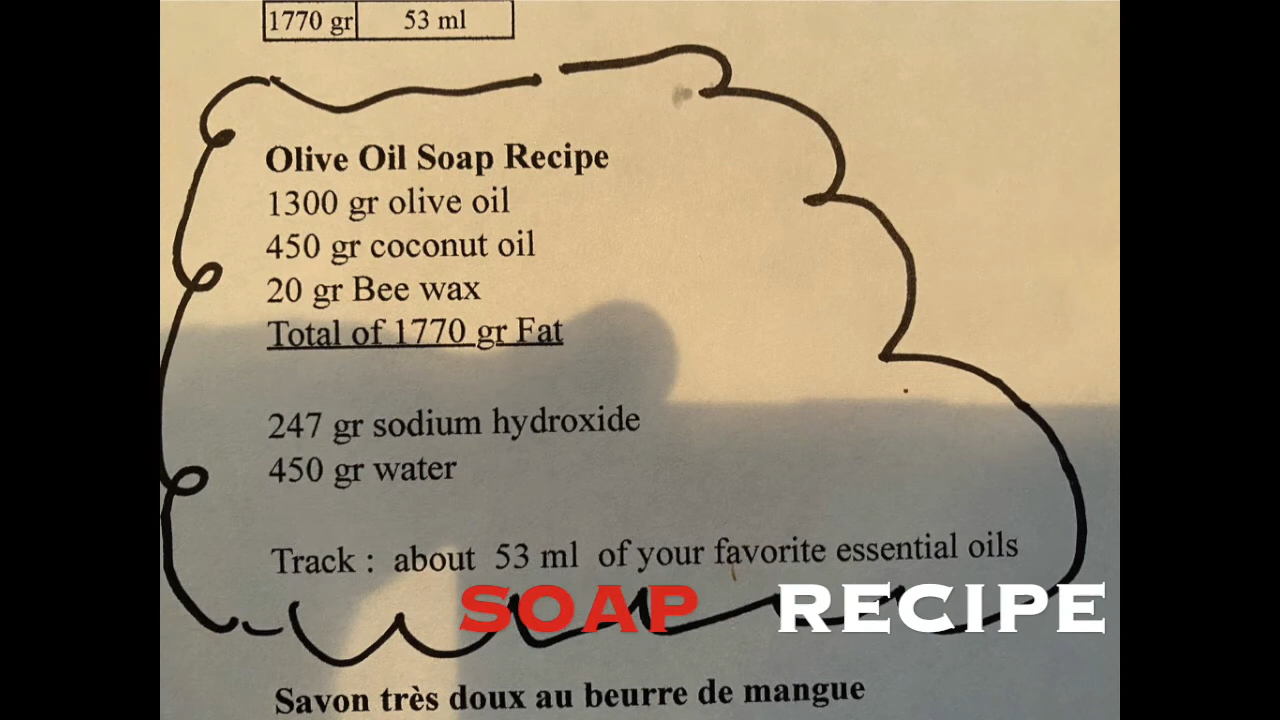 1770 gr 53 ml
Olive Oil Soap Recipe
1300 gr olive oil
450 gr coconut oil
20 gr Bee wax
Total of 1770 gr Fat
247 gr sodium hydroxide
450 gr water
Track : about 53 ml of your favorite essential oils
SOAP RECIPE
Savon très doux au beurre de mangue